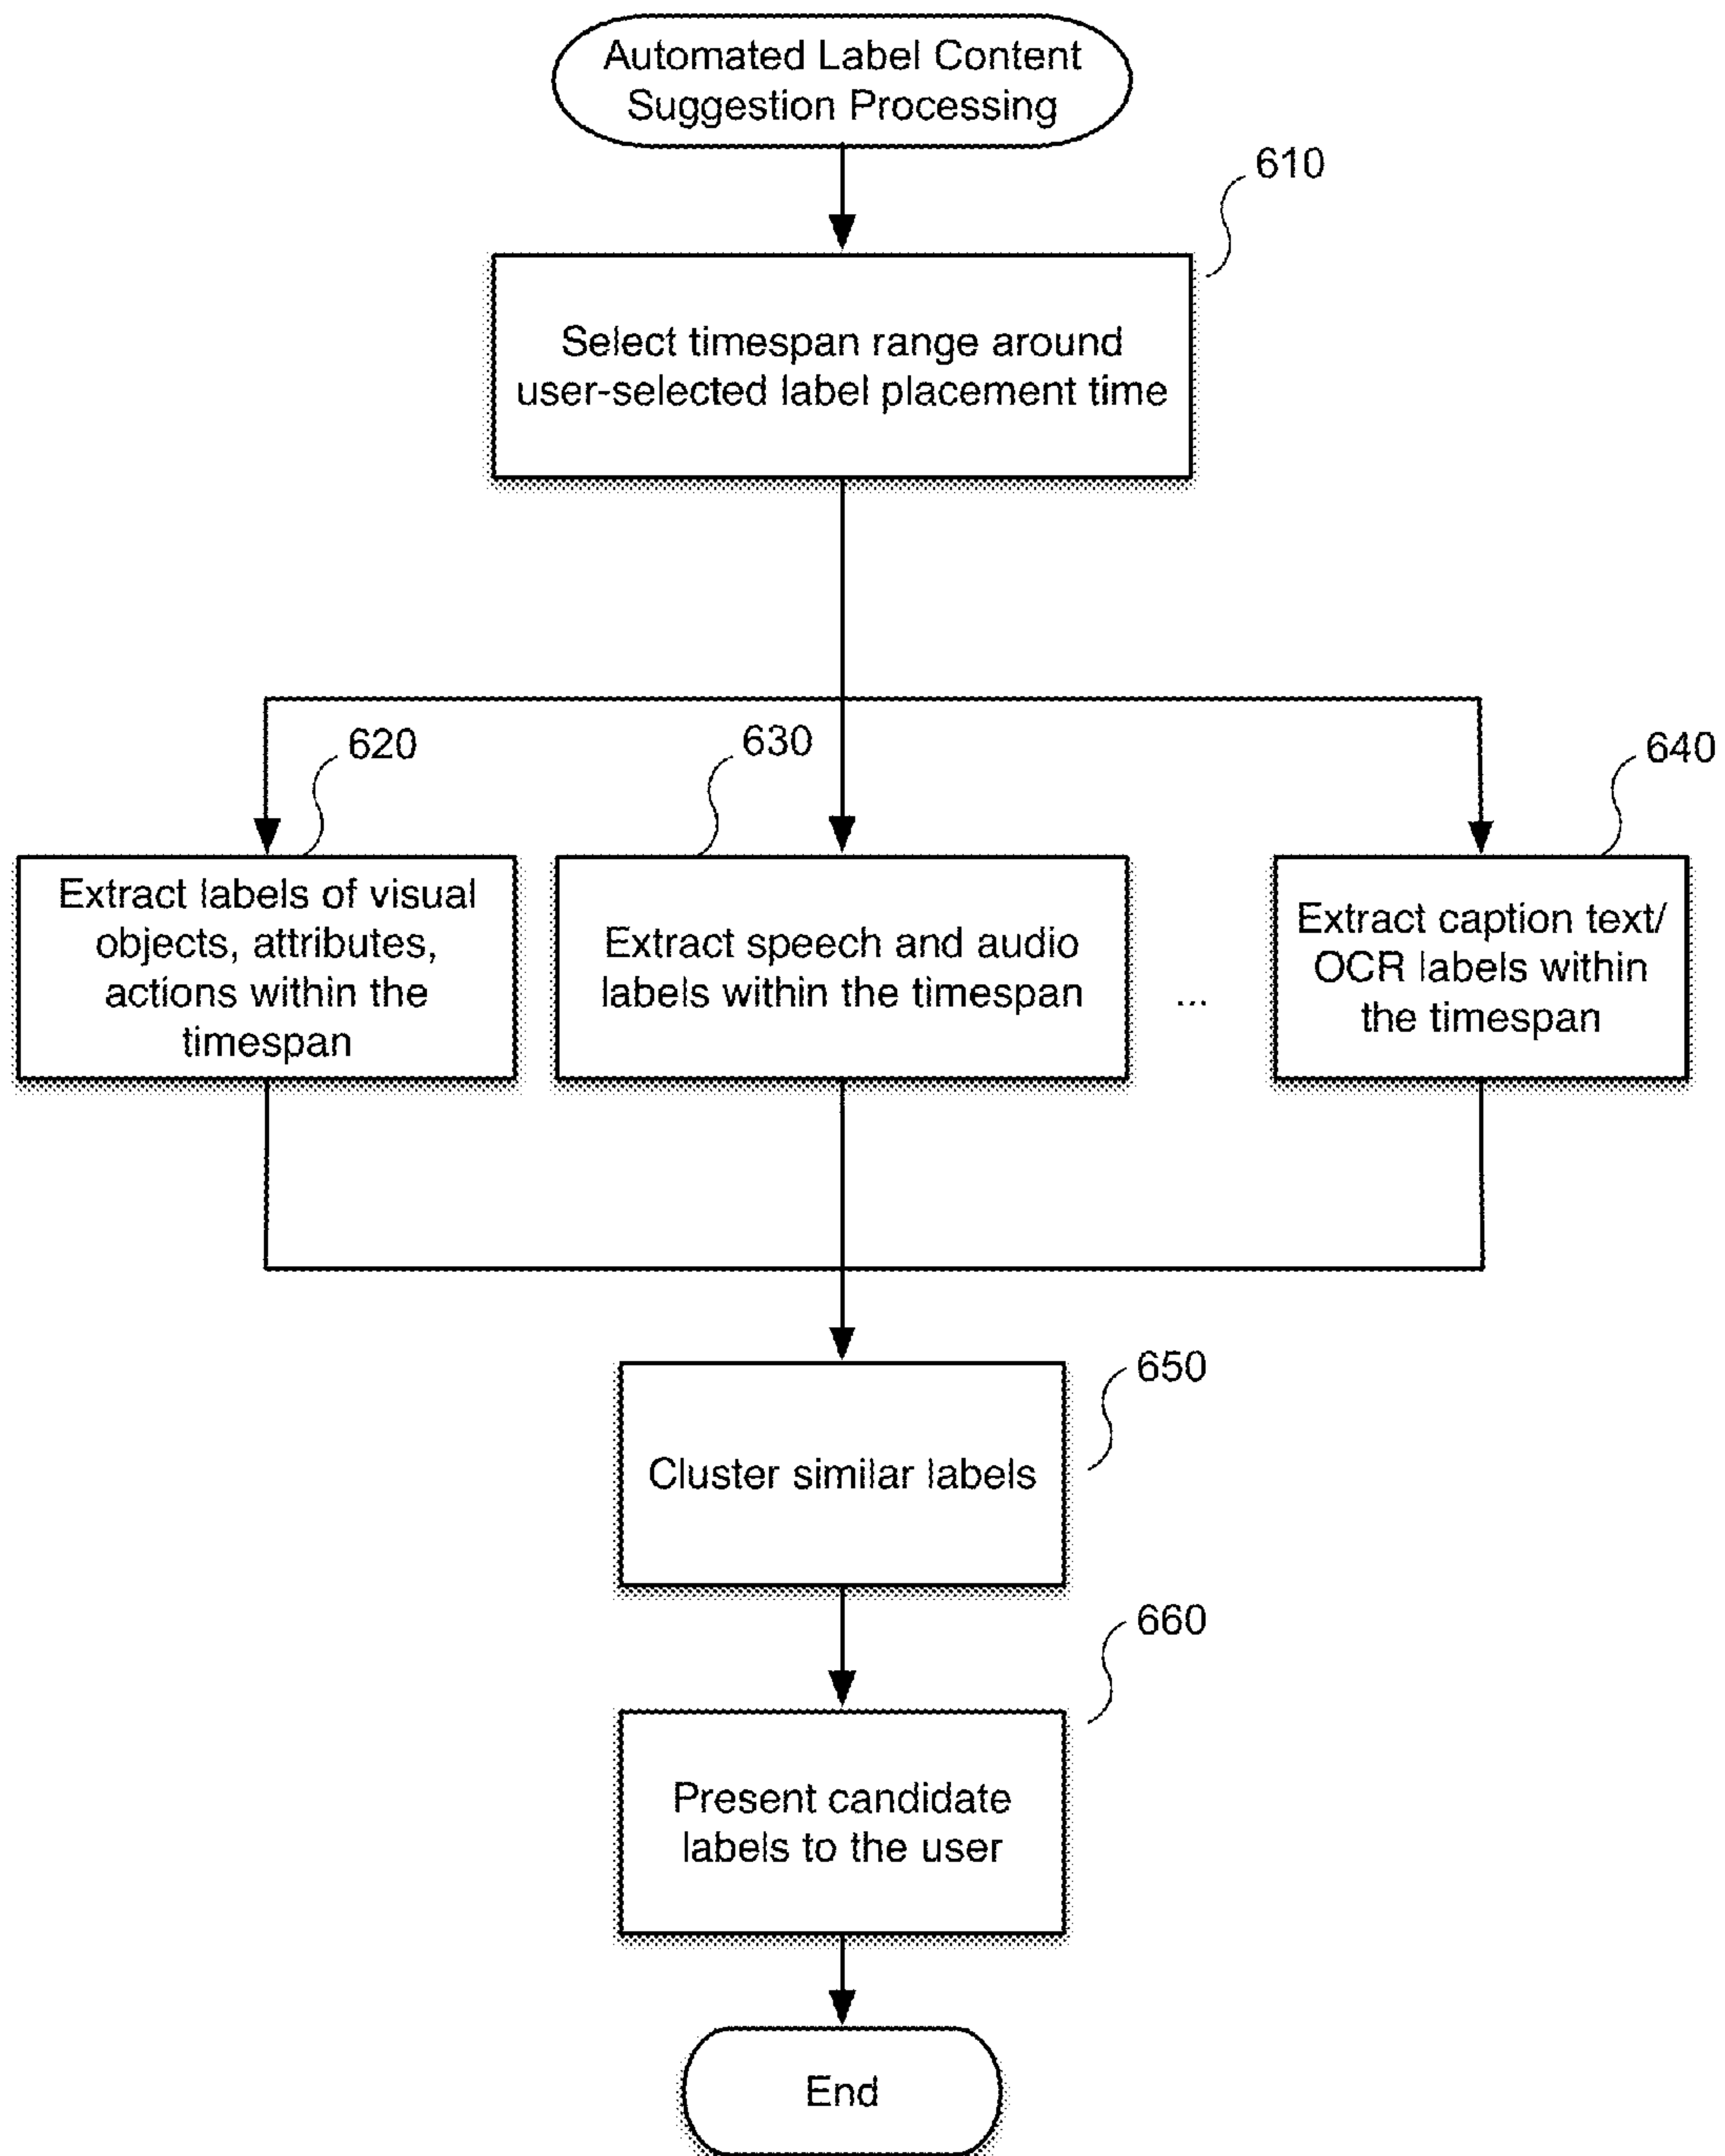 Automated Label Content
Suggestion Processing
610
Select timespan range around
user-selected label placement time
620
630
640
Extract labels of visual
objects, attributes,
actions within the
timespan
Extract speech and audio
labels within the timespan
...
Extract caption text/
OCR labels within
the timespan
650
Cluster similar labels
660
Present candidate
labels to the user
End